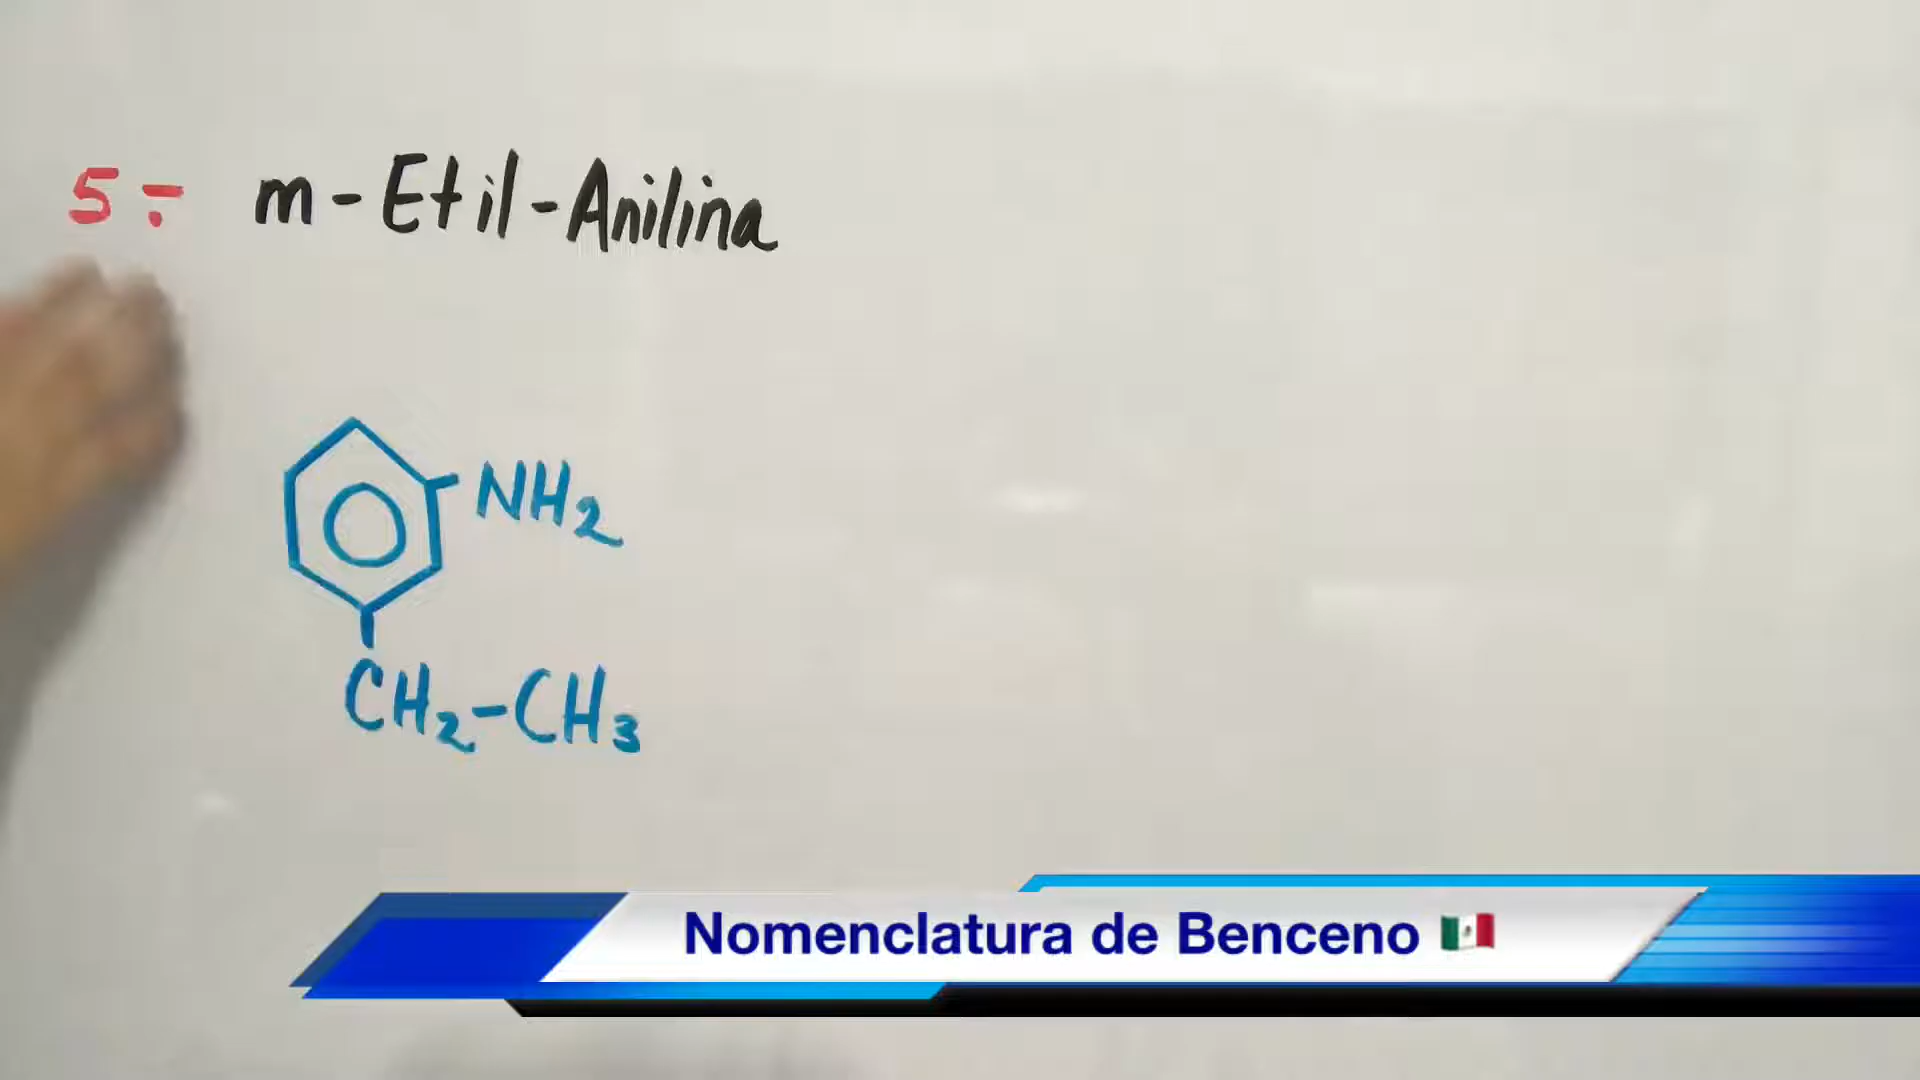 5.- m-Etil-Anilina
NH2
CH2-CH3
Nomenclatura de Benceno 🇲🇽